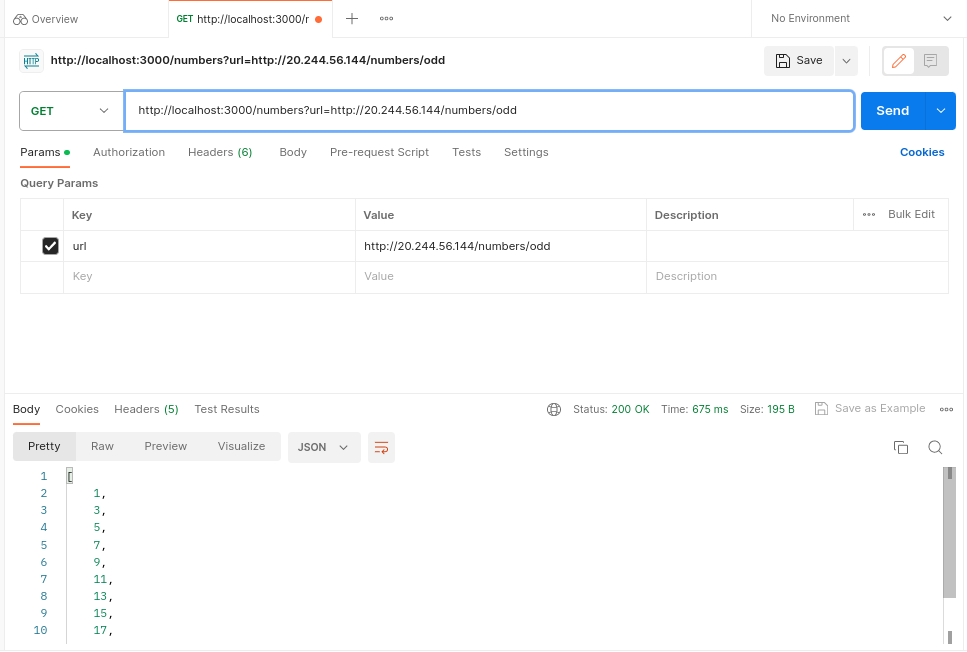 Overview
GET http://localhost:3000/r
No Environment
HTTP http://localhost:3000/numbers?url=http://20.244.56.144/numbers/odd
Save
GET http://localhost:3000/numbers?url=http://20.244.56.144/numbers/odd Send
Params Authorization Headers (6) Body Pre-request Script Tests Settings Cookies
Query Params
Key Value Description Bulk Edit
url http://20.244.56.144/numbers/odd
Key Value Description
Body Cookies Headers (5) Test Results Status: 200 OK Time: 675 ms Size: 195 B Save as Example
Pretty Raw Preview Visualize JSON
1 [
2 1,
3 3,
4 5,
5 7,
6 9,
7 11,
8 13,
9 15,
10 17,